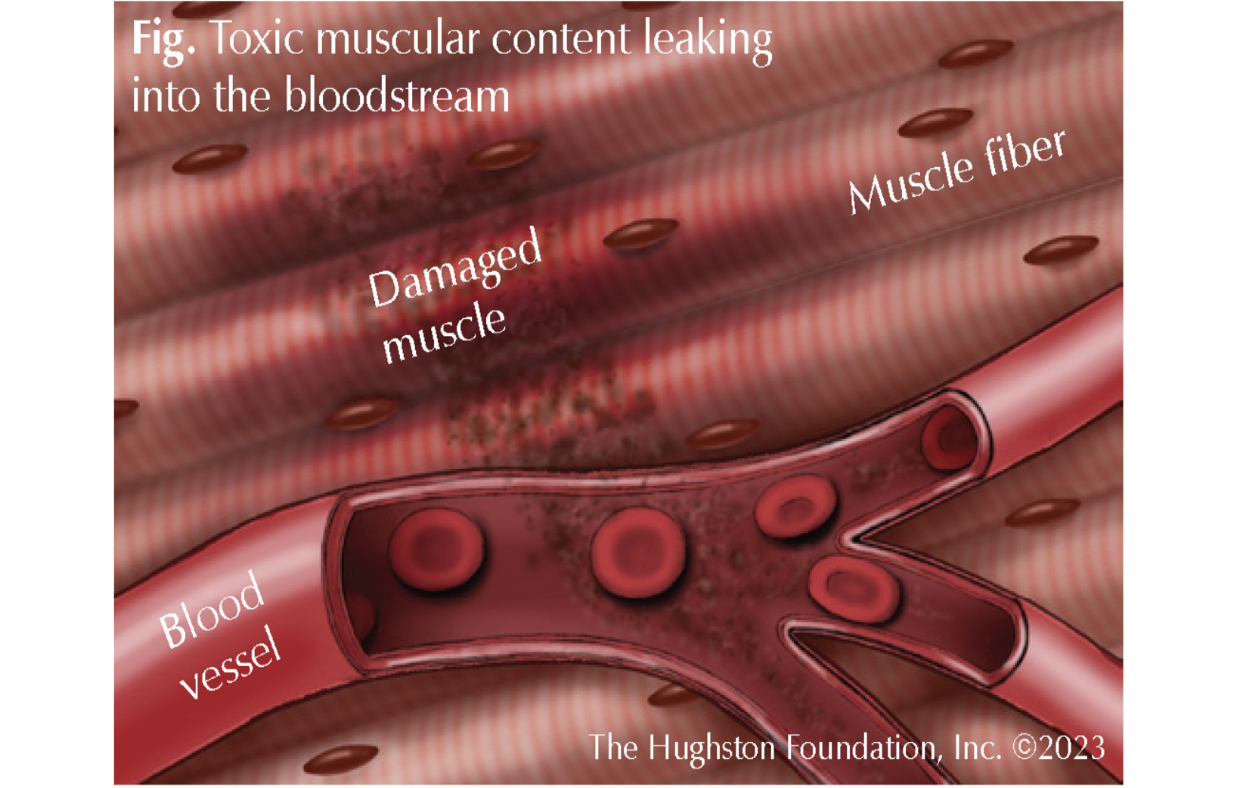 Fig. Toxic muscular content leaking
into the bloodstream
Muscle fiber
Damaged
muscle
Blood
vessel
The Hughston Foundation, Inc. ©2023